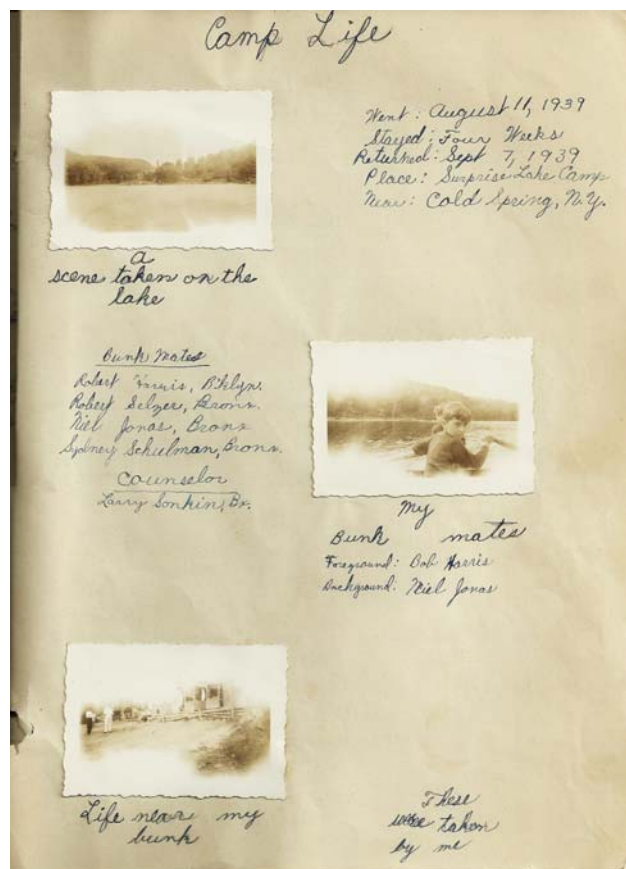 Camp Life
Went: August 11, 1939
Stayed: Four Weeks
Returned: Sept 7, 1939
Place: Surprise Lake Camp
Near: Cold Spring, N.Y.
A
scene taken on the
lake
Bunk Mates
Robert Harris, B'klyn.
Robert Selzer, Bronx.
Niel Jonas, Bronx
Sydney Schulman, Bronx.
Counselor
Larry Sonkin, Br.
My
Bunk mates
Foreground: Bob Harris
Background: Niel Jonas
Life near my
bunk
These
were taken
by me